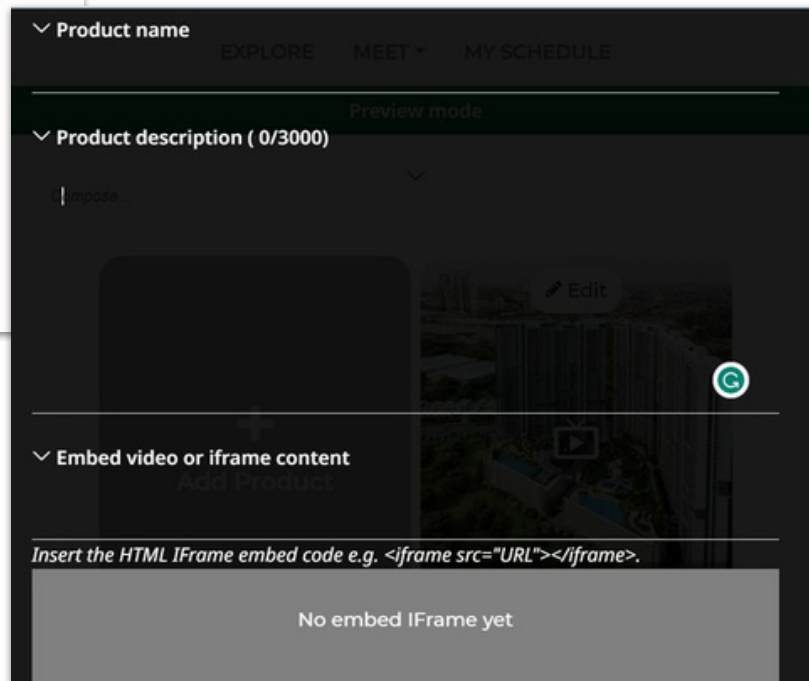 Product name
EXPLORE MEET MY SCHEDULE
Preview mode
Product description ( 0/3000)
Compose...
Edit
Add Product
Embed video or iframe content
Insert the HTML IFrame embed code e.g. <iframe src="URL"></iframe>.
No embed IFrame yet